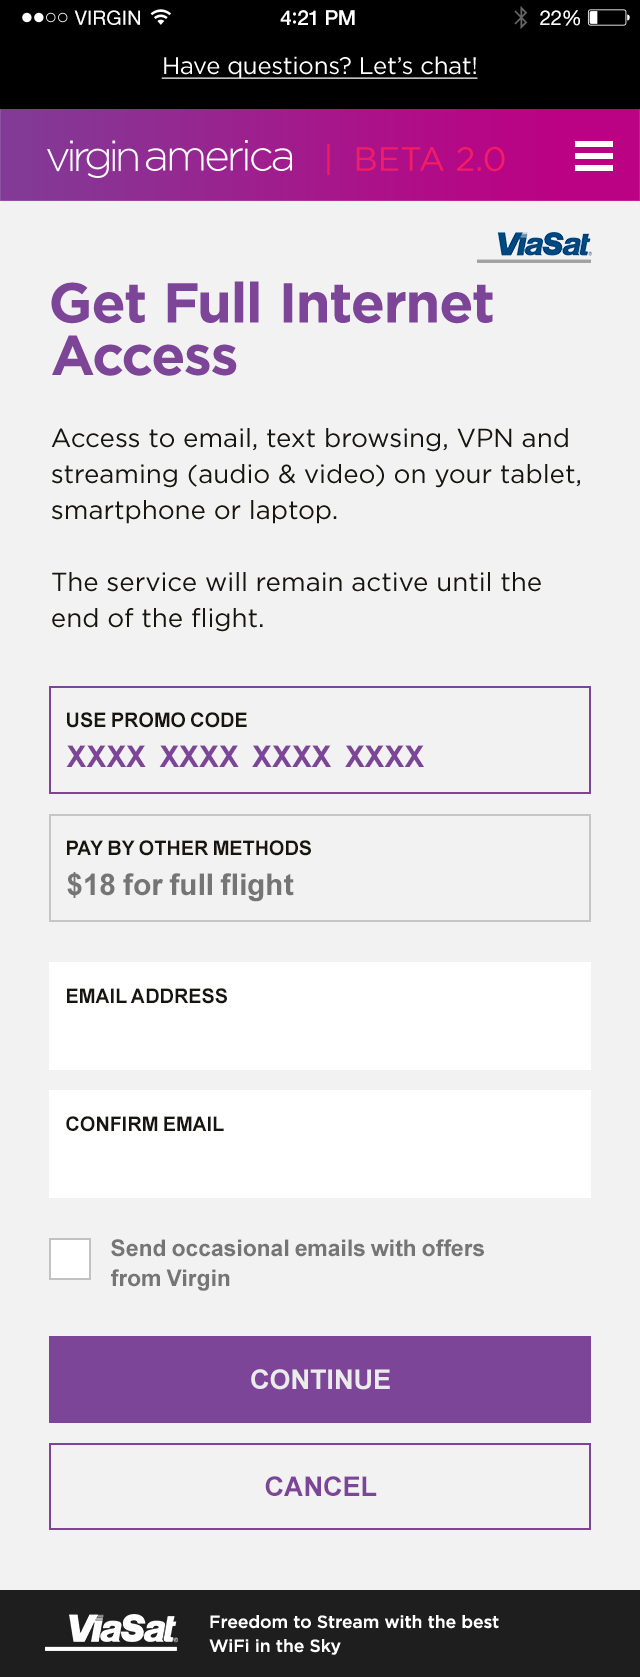 VIRGIN 4:21 PM 22%
Have questions? Let's chat!
virgin america | BETA 2.0
ViaSat
Get Full Internet
Access
Access to email, text browsing, VPN and
streaming (audio & video) on your tablet,
smartphone or laptop.
The service will remain active until the
end of the flight.
USE PROMO CODE
XXXX XXXX XXXX XXXX
PAY BY OTHER METHODS
$18 for full flight
EMAIL ADDRESS
CONFIRM EMAIL
Send occasional emails with offers
from Virgin
CONTINUE
CANCEL
ViaSat
Freedom to Stream with the best
WiFi in the Sky